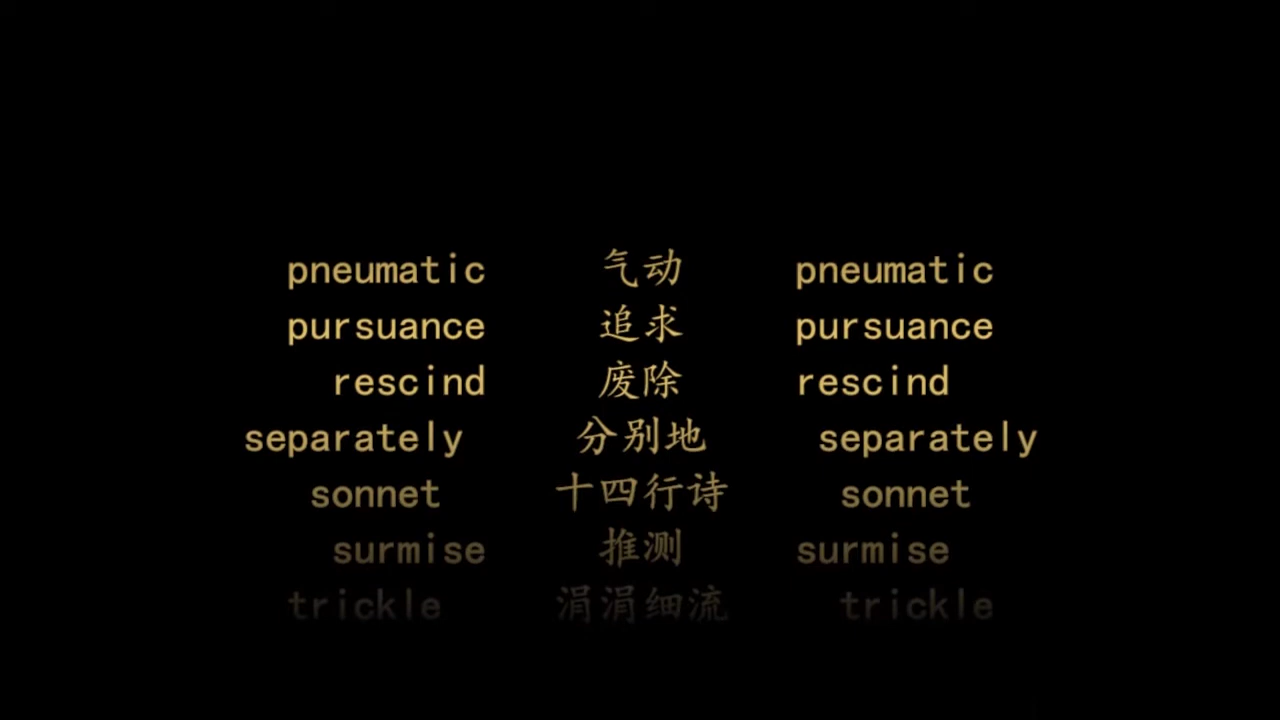 pneumatic 气动 pneumatic
pursuance 追求 pursuance
rescind 废除 rescind
separately 分别地 separately
sonnet 十四行诗 sonnet
surmise 推测 surmise
trickle 涓涓细流 trickle